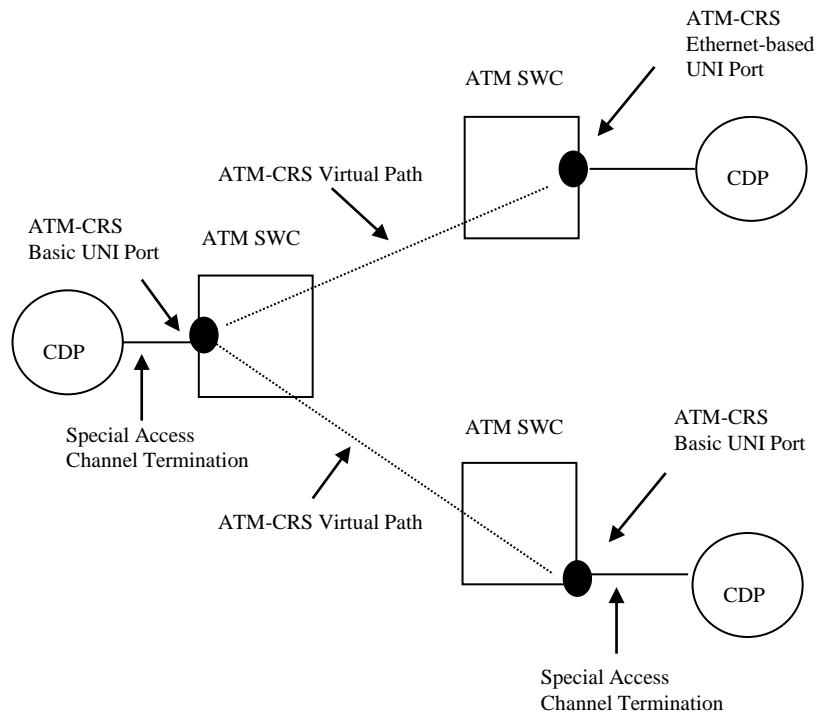 ATM-CRS
Ethernet-based
UNI Port
ATM SWC
CDP
ATM-CRS Virtual Path
ATM-CRS
Basic UNI Port
ATM SWC
CDP
Special Access
Channel Termination
ATM SWC
ATM-CRS
Basic UNI Port
ATM-CRS Virtual Path
CDP
Special Access
Channel Termination